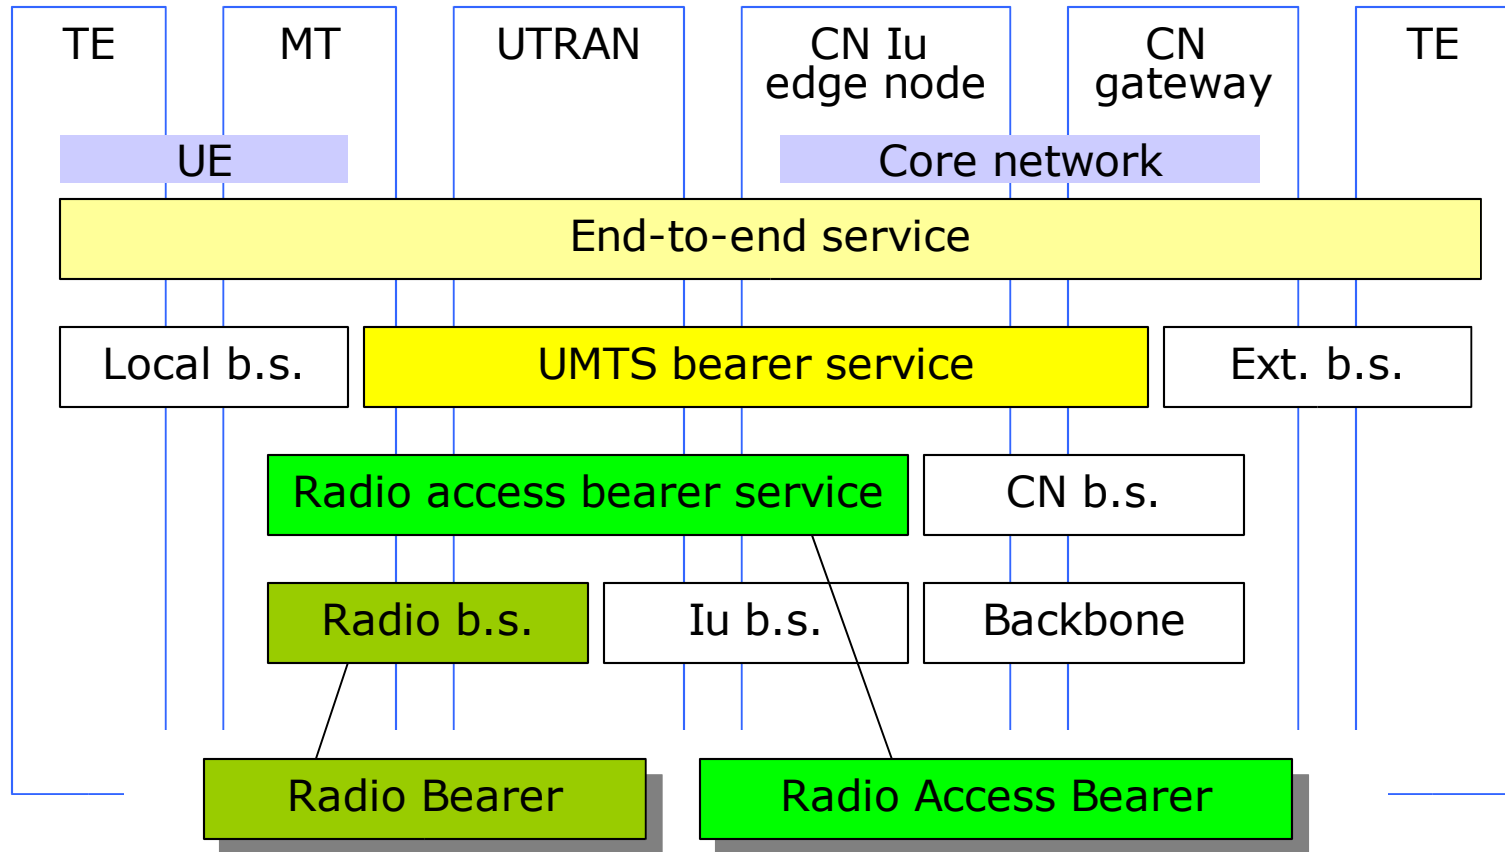 TE
MT
UTRAN
CN Iu
edge node
CN
gateway
TE
UE
Core network
End-to-end service
Local b.s.
UMTS bearer service
Ext. b.s.
Radio access bearer service
CN b.s.
Radio b.s.
Iu b.s.
Backbone
Radio Bearer
Radio Access Bearer